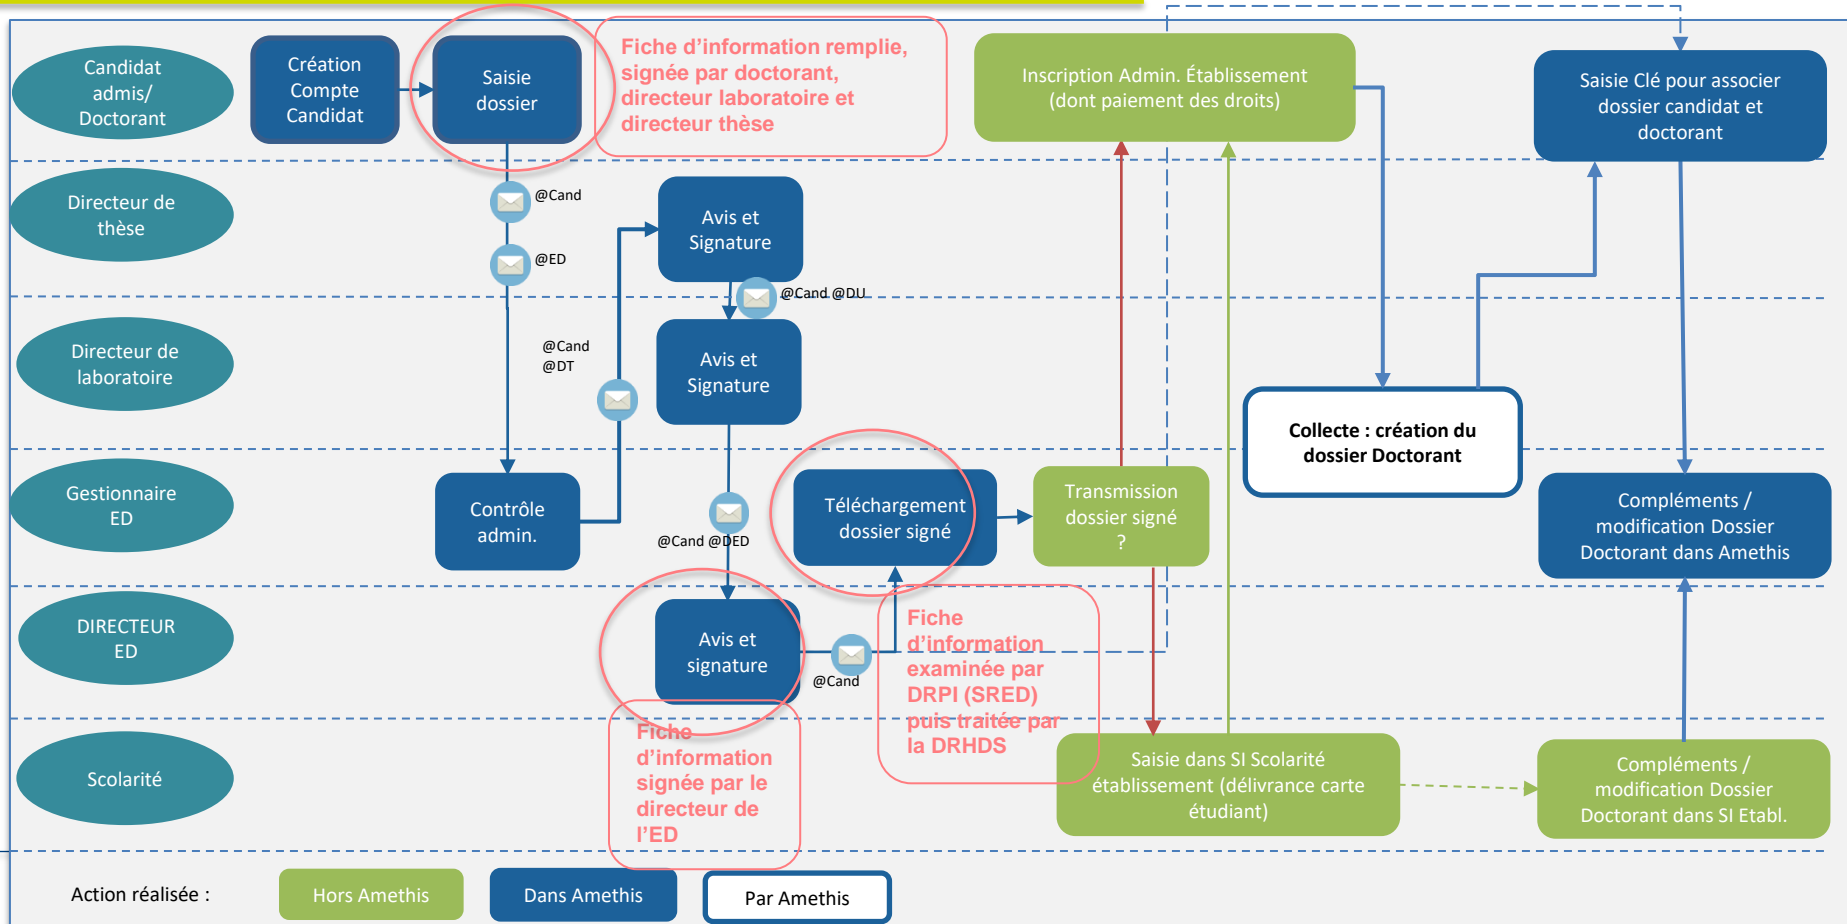 Candidat
admis/
Doctorant
Création
Compte
Candidat
Saisie
dossier
Fiche d’information remplie,
signée par doctorant,
directeur laboratoire et
directeur thèse
Inscription Admin. Établissement
(dont paiement des droits)
Saisie Clé pour associer
dossier candidat et
doctorant
Directeur de
thèse
@Cand
@ED
Avis et
Signature
@Cand @DU
Directeur de
laboratoire
@Cand
@DT
Avis et
Signature
Collecte : création du
dossier Doctorant
Gestionnaire
ED
Contrôle
admin.
@Cand @DED
Téléchargement
dossier signé
Transmission
dossier signé
?
Compléments /
modification Dossier
Doctorant dans Amethis
DIRECTEUR
ED
Avis et
signature
@Cand
Fiche
d’information
examinée par
DRPI (SRED)
puis traitée par
la DRHDS
Fiche
d’information
signée par le
directeur de
l’ED
Scolarité
Saisie dans SI Scolarité
établissement (délivrance carte
étudiant)
Compléments /
modification Dossier
Doctorant dans SI Etabl.
Action réalisée :
Hors Amethis
Dans Amethis
Par Amethis